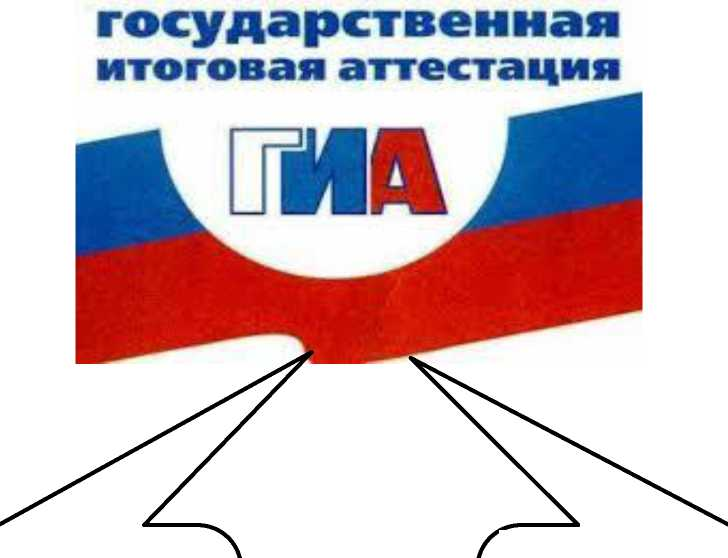 государственная
итоговая аттестация
ГИА